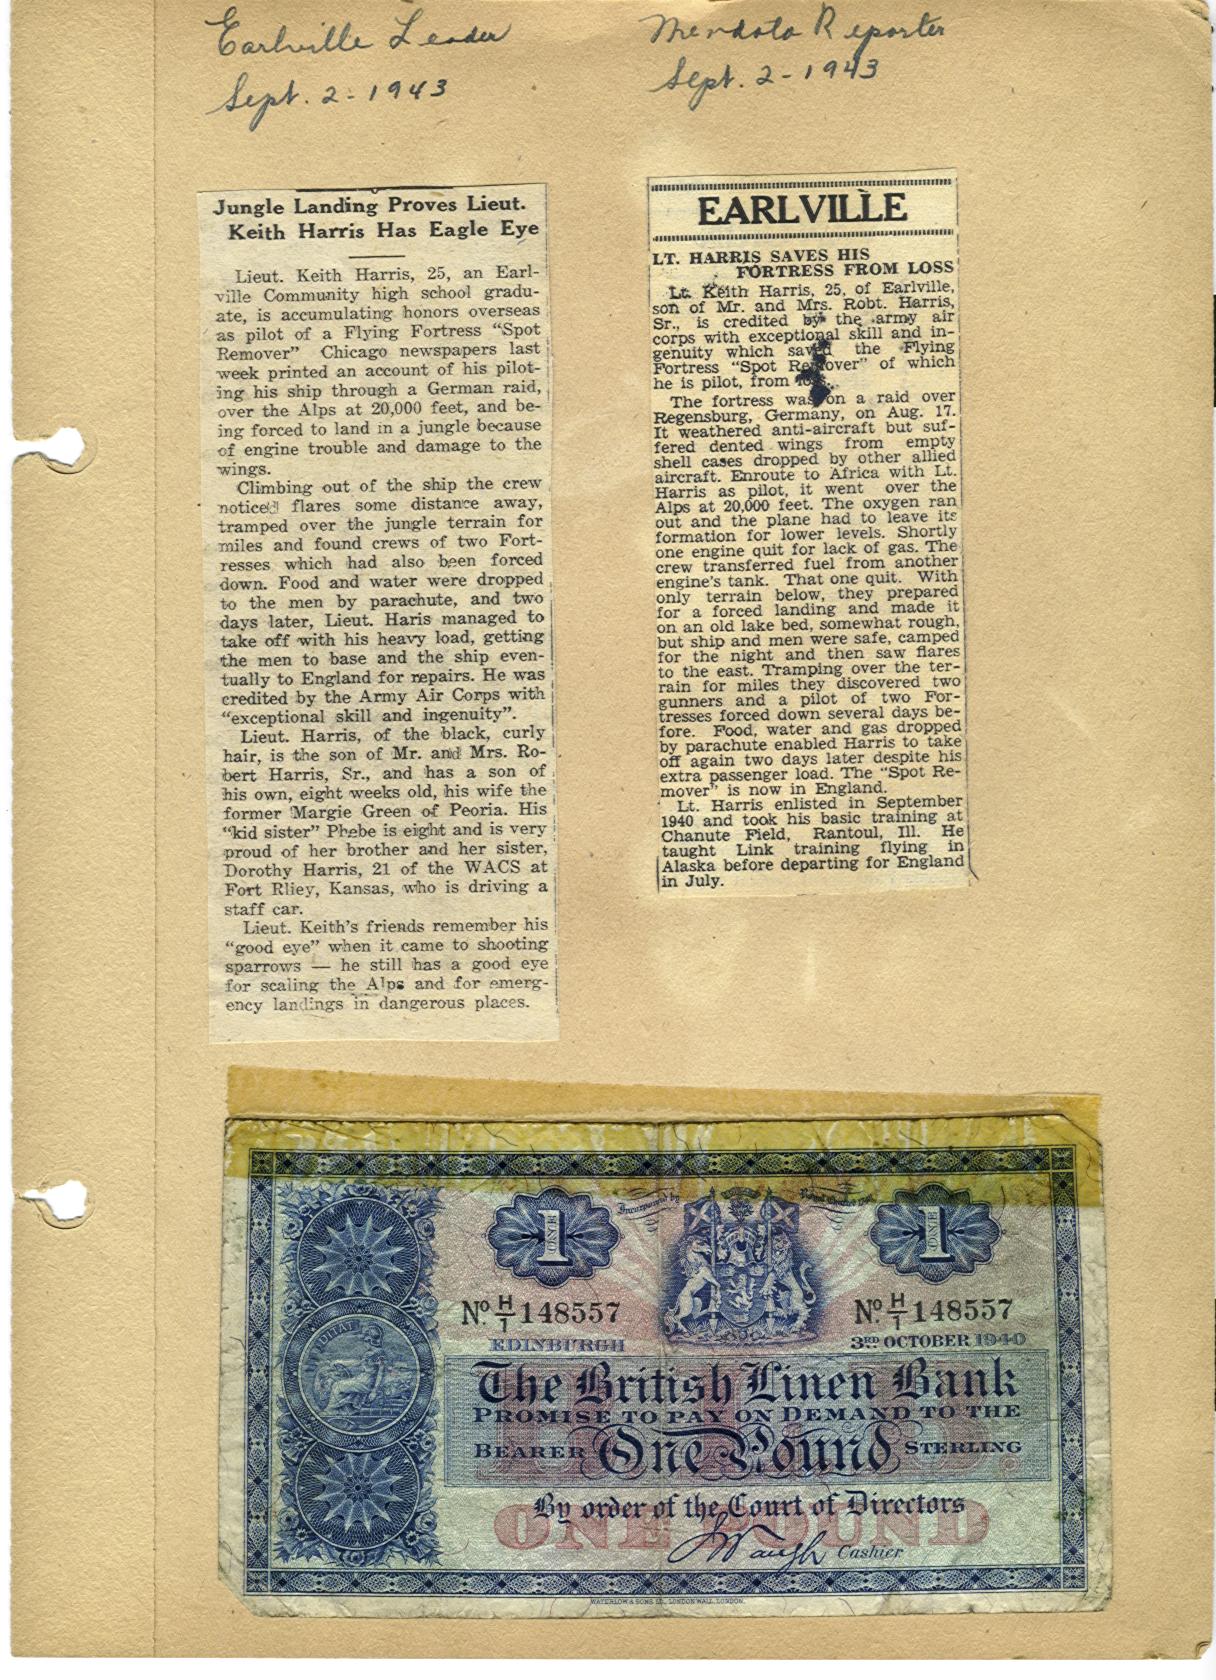 Earlville Leader
Sept. 2-1943
Mendota Reporter
Sept. 2-1943
Jungle Landing Proves Lieut.
Keith Harris Has Eagle Eye
Lieut. Keith Harris, 25, an Earl-
ville Community high school gradu-
ate, is accumulating honors overseas
as pilot of a Flying Fortress “Spot
Remover” Chicago newspapers last
week printed an account of his pilot-
ing his ship through a German raid,
over the Alps at 20,000 feet, and be-
ing forced to land in a jungle because
of engine trouble and damage to the
wings.
Climbing out of the ship the crew
noticed flares some distance away,
tramped over the jungle terrain for
miles and found crews of two Fort-
resses which had also been forced
down. Food and water were dropped
to the men by parachute, and two
days later, Lieut. Haris managed to
take off with his heavy load, getting
the men to base and the ship even-
tually to England for repairs. He was
credited by the Army Air Corps with
“exceptional skill and ingenuity”.
Lieut. Harris, of the black, curly
hair, is the son of Mr. and Mrs. Ro-
bert Harris, Sr., and has a son of
his own, eight weeks old, his wife the
former Margie Green of Peoria. His
“kid sister” Phebe is eight and is very
proud of her brother and her sister,
Dorothy Harris, 21 of the WACS at
Fort Rliey, Kansas, who is driving a
staff car.
Lieut. Keith's friends remember his
“good eye” when it came to shooting
sparrows — he still has a good eye
for scaling the Alps and for emerg-
ency landings in dangerous places.
EARLVILLE
LT. HARRIS SAVES HIS
FORTRESS FROM LOSS
Lt. Keith Harris, 25, of Earlville,
son of Mr. and Mrs. Robt. Harris,
Sr., is credited by the army air
corps with exceptional skill and in-
genuity which saved the Flying
Fortress “Spot Remover” of which
he is pilot, from loss.
The fortress was on a raid over
Regensburg, Germany, on Aug. 17.
It weathered anti-aircraft but suf-
fered dented wings from empty
shell cases dropped by other allied
aircraft. Enroute to Africa with Lt.
Harris as pilot, it went over the
Alps at 20,000 feet. The oxygen ran
out and the plane had to leave its
formation for lower levels. Shortly
one engine quit for lack of gas. The
crew transferred fuel from another
engine's tank. That one quit. With
only terrain below, they prepared
for a forced landing and made it
on an old lake bed, somewhat rough,
but ship and men were safe, camped
for the night and then saw flares
to the east. Tramping over the ter-
rain for miles they discovered two
gunners and a pilot of two For-
tresses forced down several days be-
fore. Food, water and gas dropped
by parachute enabled Harris to take
off again two days later despite his
extra passenger load. The “Spot Re-
mover” is now in England.
Lt. Harris enlisted in September
1940 and took his basic training at
Chanute Field, Rantoul, Ill. He
taught Link training flying in
Alaska before departing for England
in July.
Incorporated by
1 ONE
1 ONE
No. H/1 148557
No. H/1 148557
EDINBURGH
3RD OCTOBER 1940
The British Linen Bank
PROMISE TO PAY ON DEMAND TO THE
BEARER One Pound STERLING
By order of the Court of Directors
ONE POUND
J Waugh Cashier
WATERLOW & SONS LD., LONDON WALL, LONDON.